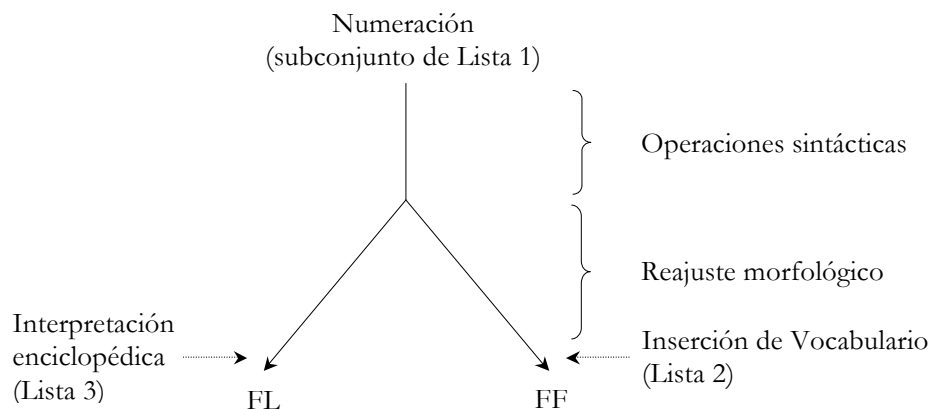 Numeración
(subconjunto de Lista 1)
Operaciones sintácticas
Reajuste morfológico
Interpretación
enciclopédica
(Lista 3)
Inserción de Vocabulario
(Lista 2)
FL
FF